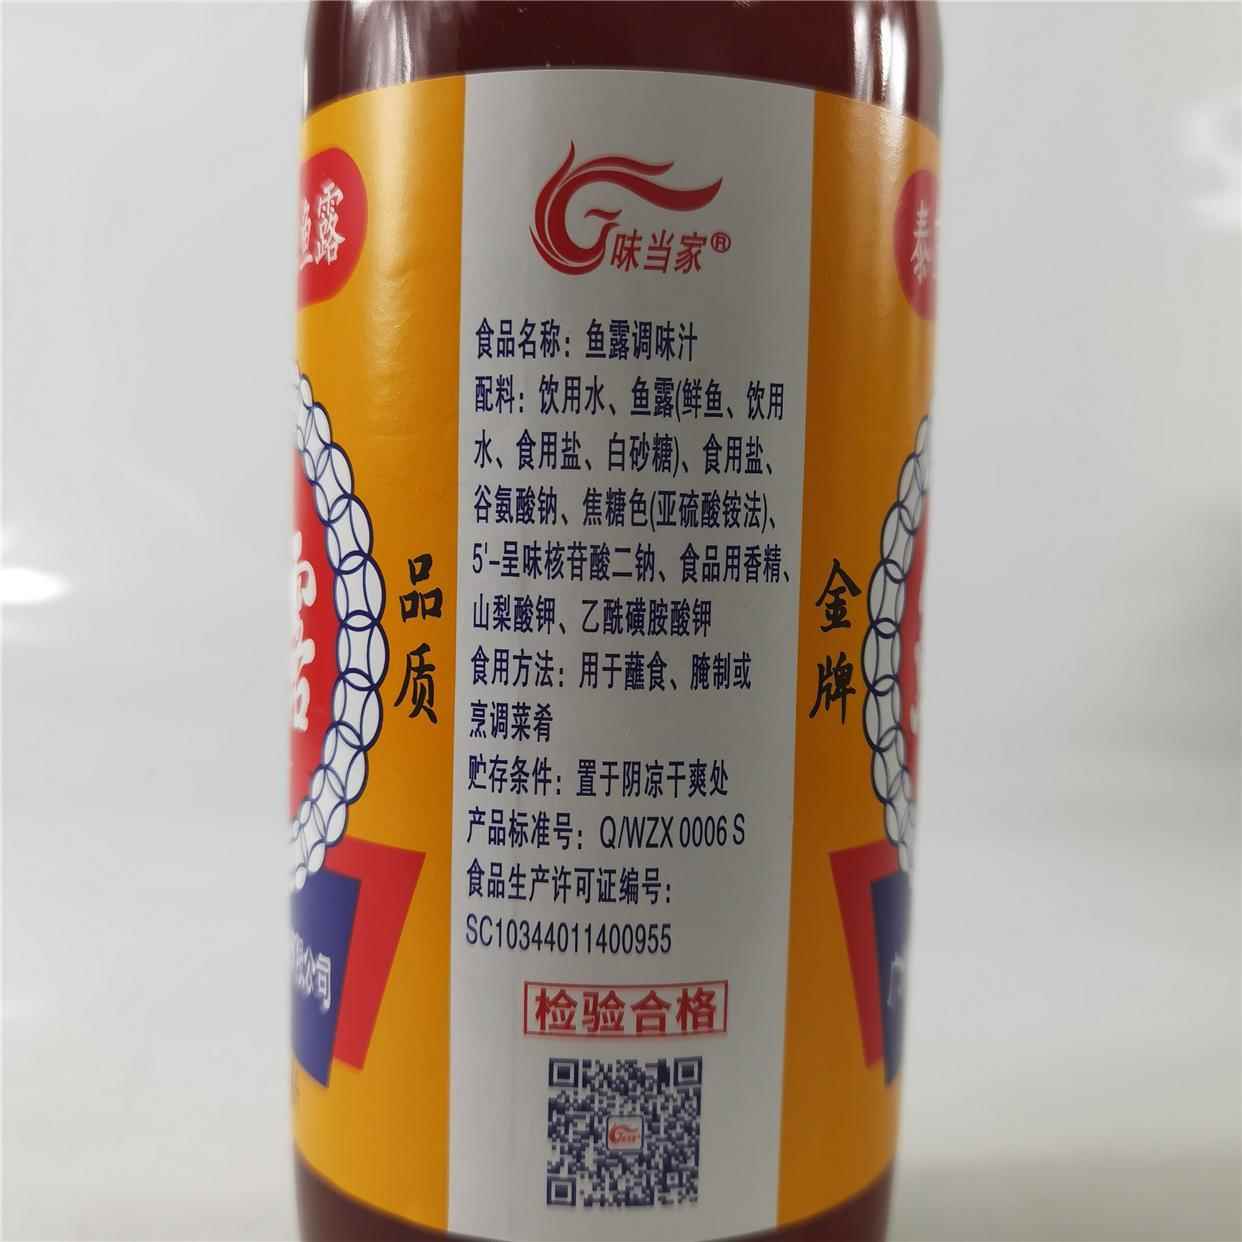 鱼露
泰
味当家®
食品名称：鱼露调味汁
配料：饮用水、鱼露(鲜鱼、饮用
水、食用盐、白砂糖)、食用盐、
谷氨酸钠、焦糖色(亚硫酸铵法)、
5'-呈味核苷酸二钠、食品用香精、
山梨酸钾、乙酰磺胺酸钾
食用方法：用于蘸食、腌制或
烹调菜肴
贮存条件：置于阴凉干爽处
产品标准号：Q/WZX 0006 S
食品生产许可证编号：
SC10344011400955
检验合格
品质
金牌
露
限公司
广